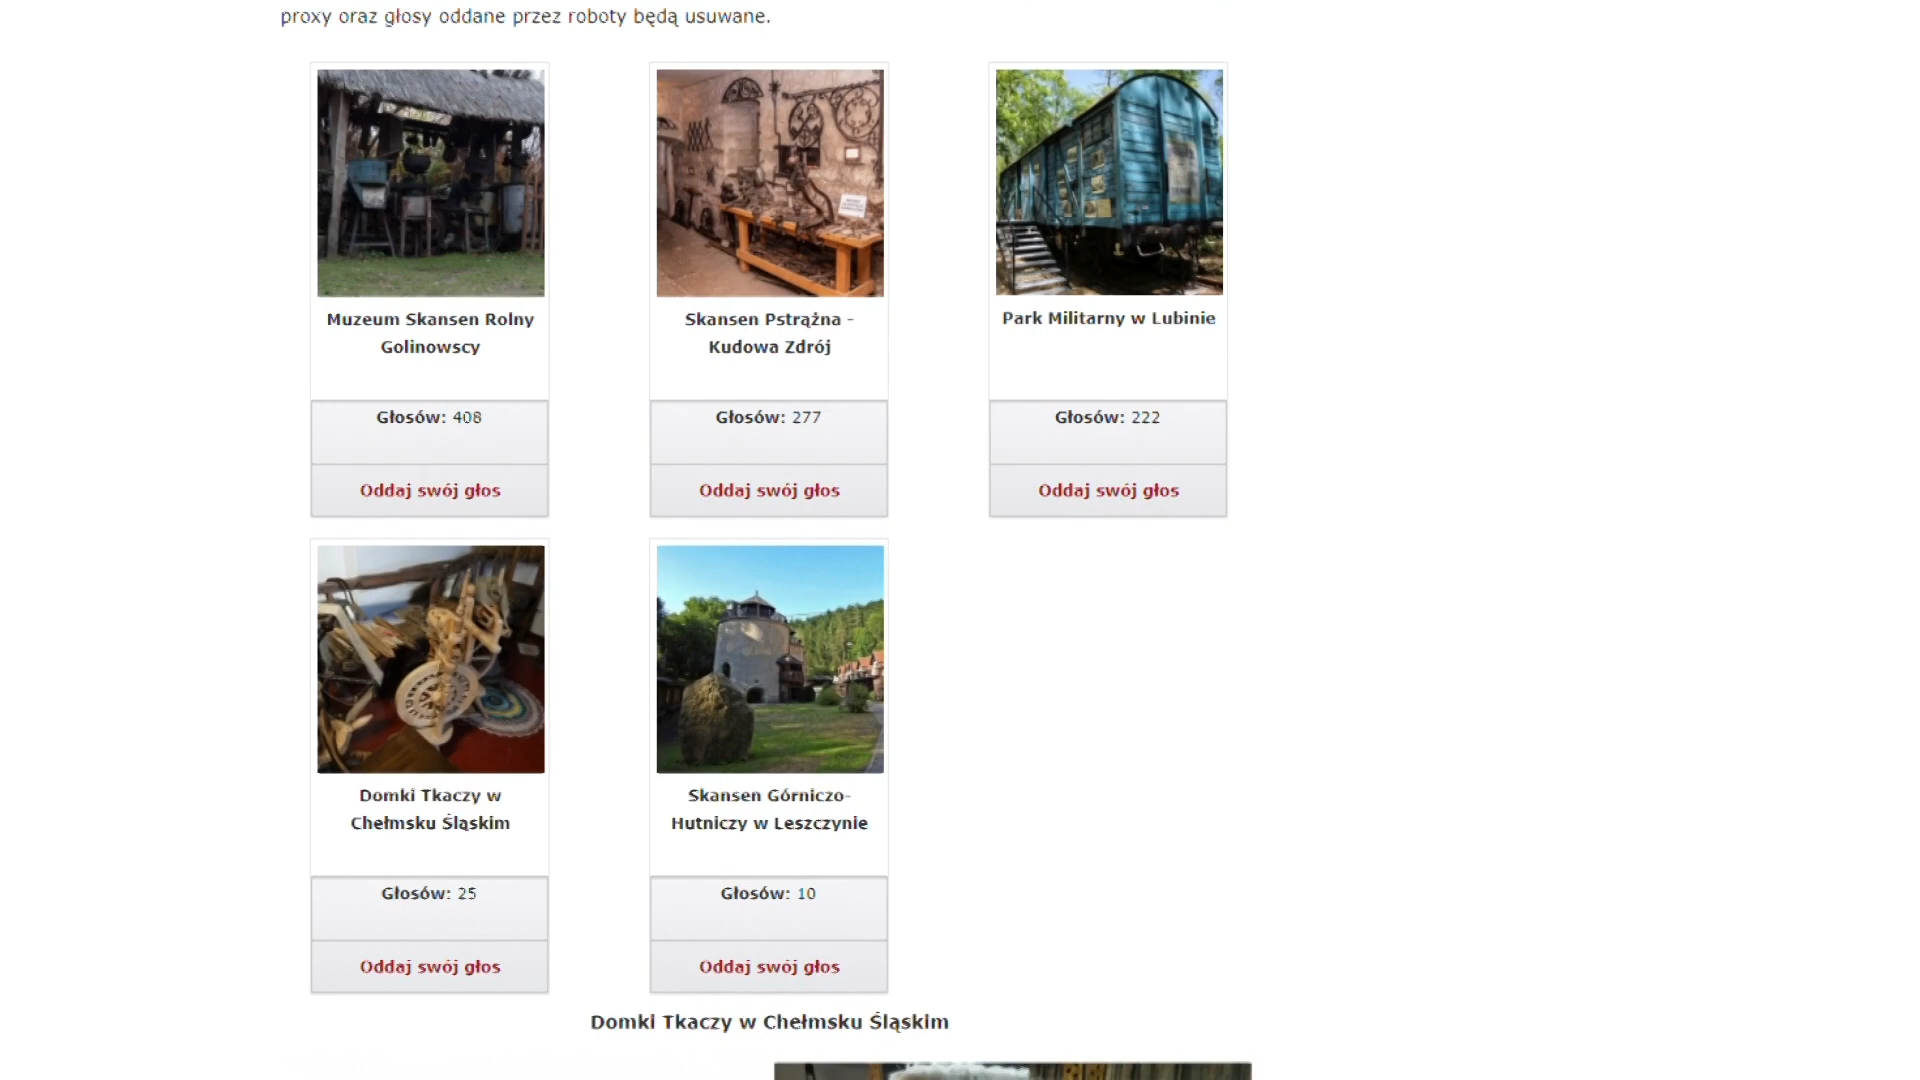 proxy oraz głosy oddane przez roboty będą usuwane.
Muzeum Skansen Rolny
Golinowscy
Głosów: 408
Oddaj swój głos
Skansen Pstrążna -
Kudowa Zdrój
Głosów: 277
Oddaj swój głos
Park Militarny w Lubinie
Głosów: 222
Oddaj swój głos
Domki Tkaczy w
Chełmsku Śląskim
Głosów: 25
Oddaj swój głos
Skansen Górniczo-
Hutniczy w Leszczynie
Głosów: 10
Oddaj swój głos
Domki Tkaczy w Chełmsku Śląskim